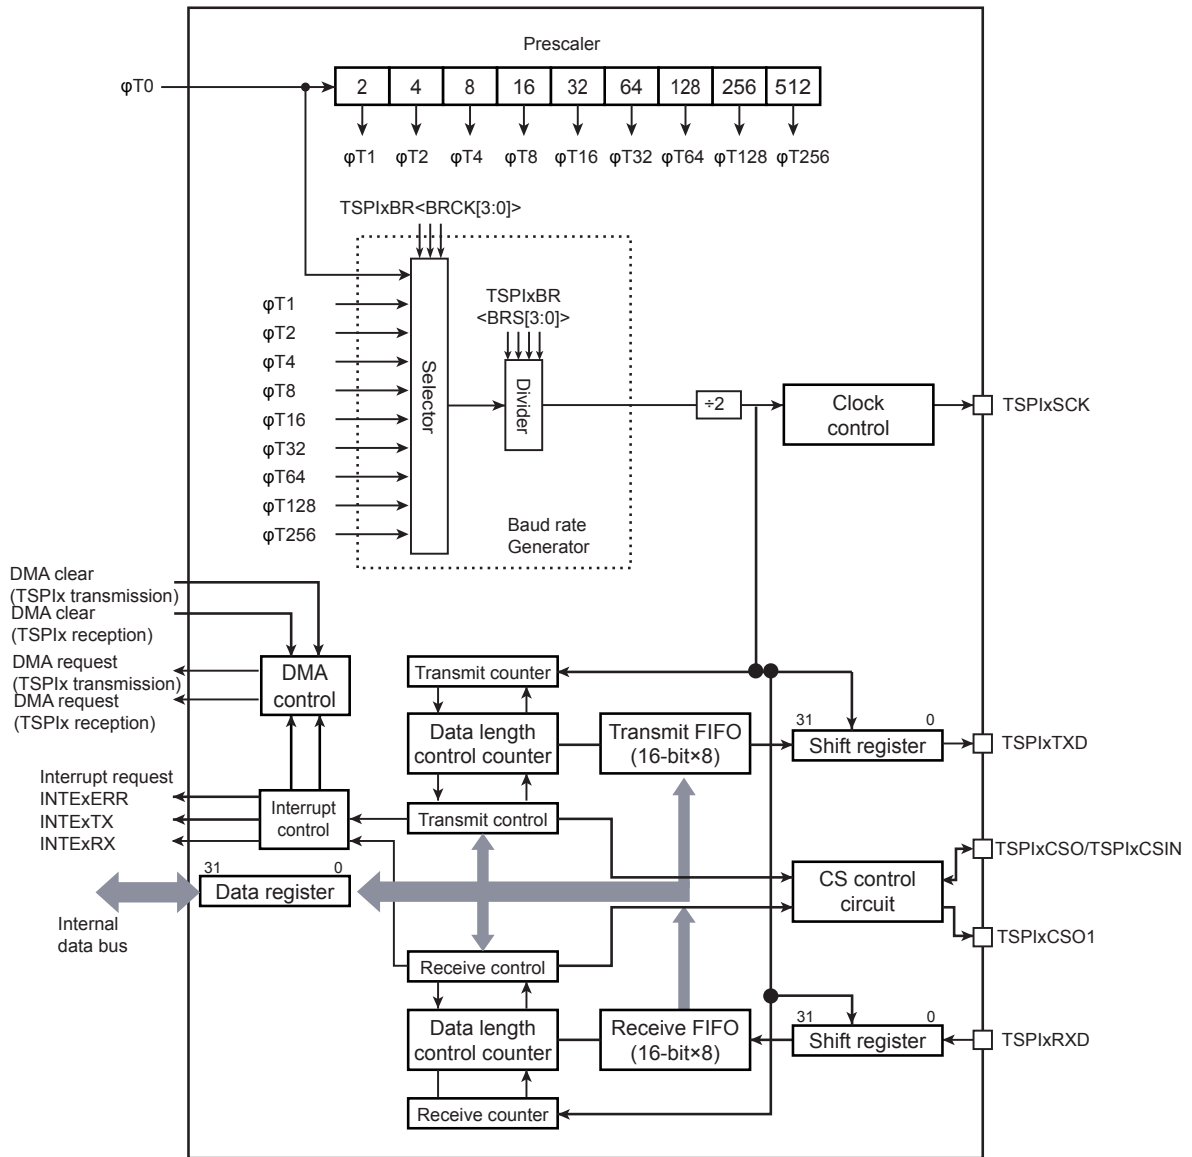 Prescaler
φT0
2 4 8 16 32 64 128 256 512
φT1 φT2 φT4 φT8 φT16 φT32 φT64 φT128 φT256
TSPIxBR<BRCK[3:0]>
φT1
φT2
φT4
φT8
φT16
φT32
φT64
φT128
φT256
Selector
TSPIxBR
<BRS[3:0]>
Divider
Baud rate
Generator
÷2
Clock
control
TSPIxSCK
DMA clear
(TSPIx transmission)
DMA clear
(TSPIx reception)
DMA request
(TSPIx transmission)
DMA request
(TSPIx reception)
DMA
control
Interrupt request
INTExERR
INTExTX
INTExRX
Interrupt
control
Transmit counter
Data length
control counter
Transmit control
Transmit FIFO
(16-bit×8)
31 0
Shift register
TSPIxTXD
31 0
Data register
Internal
data bus
CS control
circuit
TSPIxCSO/TSPIxCSIN
TSPIxCSO1
Receive control
Data length
control counter
Receive counter
Receive FIFO
(16-bit×8)
31 0
Shift register
TSPIxRXD